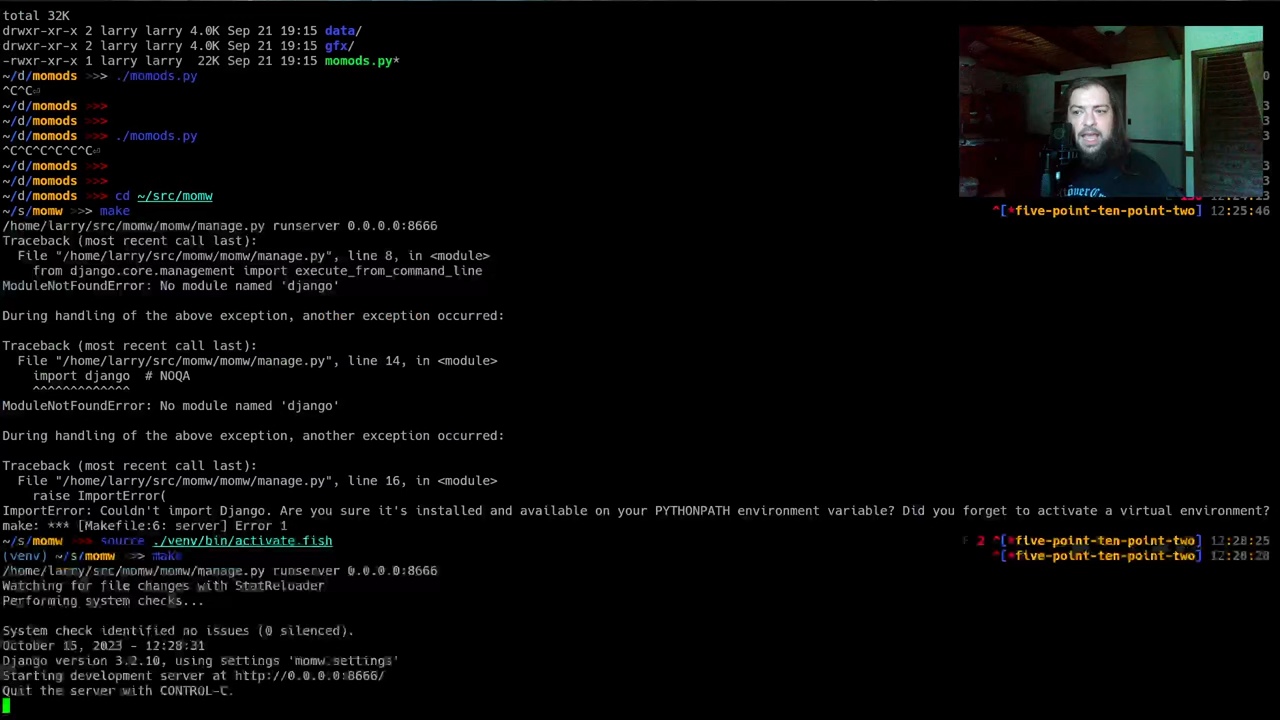 total 32K
drwxr-xr-x 2 larry larry 4.0K Sep 21 19:15 data/
drwxr-xr-x 2 larry larry 4.0K Sep 21 19:15 gfx/
-rwxr-xr-x 1 larry larry  22K Sep 21 19:15 momods.py*
~/d/momods >>> ./momods.py
^C^C⏎
~/d/momods >>>
~/d/momods >>>
~/d/momods >>> ./momods.py
^C^C^C^C^C^C⏎
~/d/momods >>>
~/d/momods >>>
~/d/momods >>> cd ~/src/momw
~/s/momw >>> make ^[*five-point-ten-point-two] 12:25:46
/home/larry/src/momw/momw/manage.py runserver 0.0.0.0:8666
Traceback (most recent call last):
  File "/home/larry/src/momw/momw/manage.py", line 8, in <module>
    from django.core.management import execute_from_command_line
ModuleNotFoundError: No module named 'django'
During handling of the above exception, another exception occurred:
Traceback (most recent call last):
  File "/home/larry/src/momw/momw/manage.py", line 14, in <module>
    import django  # NOQA
    ^^^^^^^^^^^^^
ModuleNotFoundError: No module named 'django'
During handling of the above exception, another exception occurred:
Traceback (most recent call last):
  File "/home/larry/src/momw/momw/manage.py", line 16, in <module>
    raise ImportError(
ImportError: Couldn't import Django. Are you sure it's installed and available on your PYTHONPATH environment variable? Did you forget to activate a virtual environment?
make: *** [Makefile:6: server] Error 1
~/s/momw >>> source ./venv/bin/activate.fish 2 ^[*five-point-ten-point-two] 12:28:25
(venv) ~/s/momw >>> make ^[*five-point-ten-point-two] 12:28:28
/home/larry/src/momw/momw/manage.py runserver 0.0.0.0:8666
Watching for file changes with StatReloader
Performing system checks...
System check identified no issues (0 silenced).
October 15, 2023 - 12:28:31
Django version 3.2.10, using settings 'momw.settings'
Starting development server at http://0.0.0.0:8666/
Quit the server with CONTROL-C.